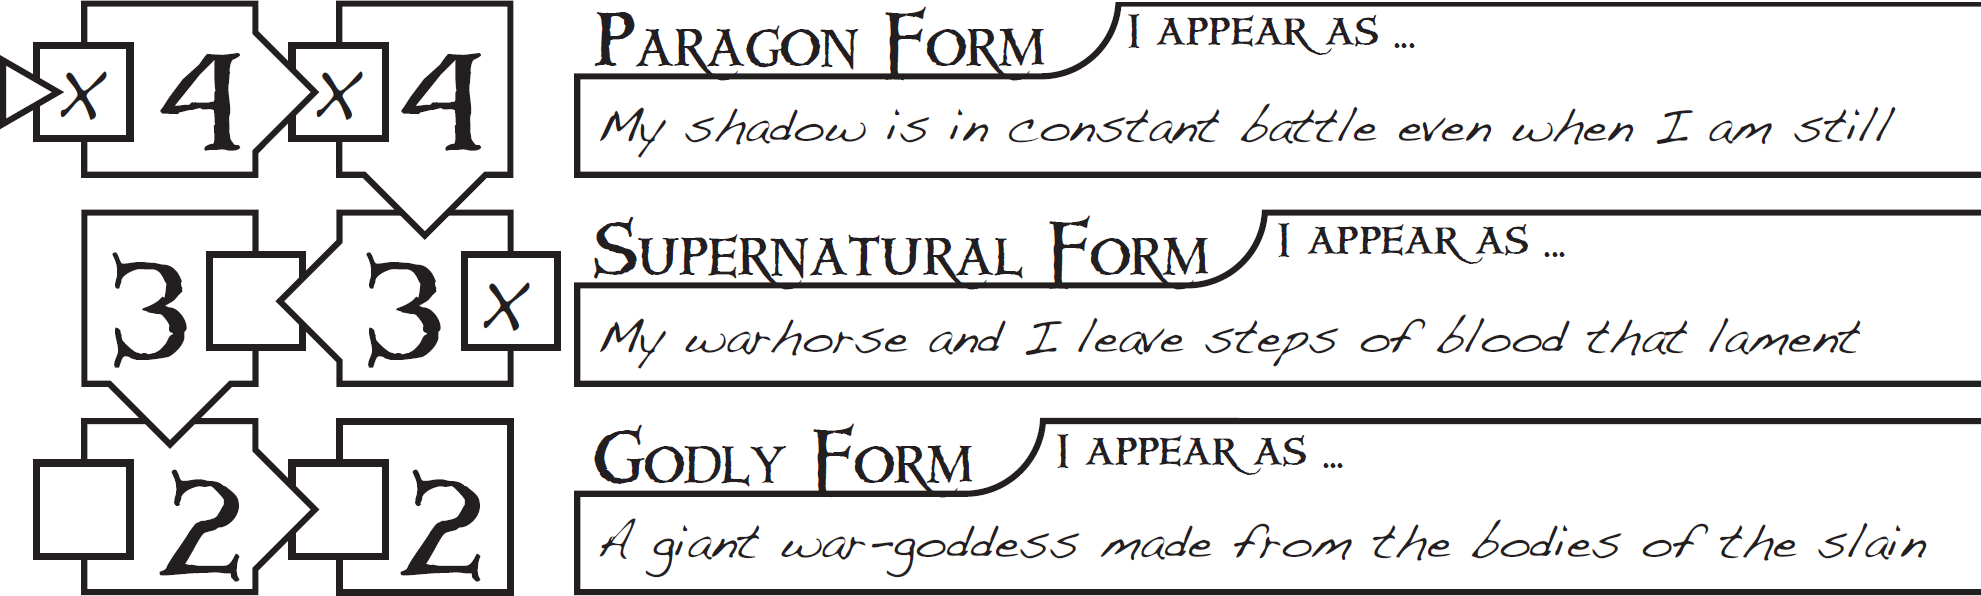 x 4 x 4
Paragon Form I appear as ...
My shadow is in constant battle even when I am still
3 3 x
Supernatural Form I appear as ...
My warhorse and I leave steps of blood that lament
2 2
Godly Form I appear as ...
A giant war-goddess made from the bodies of the slain